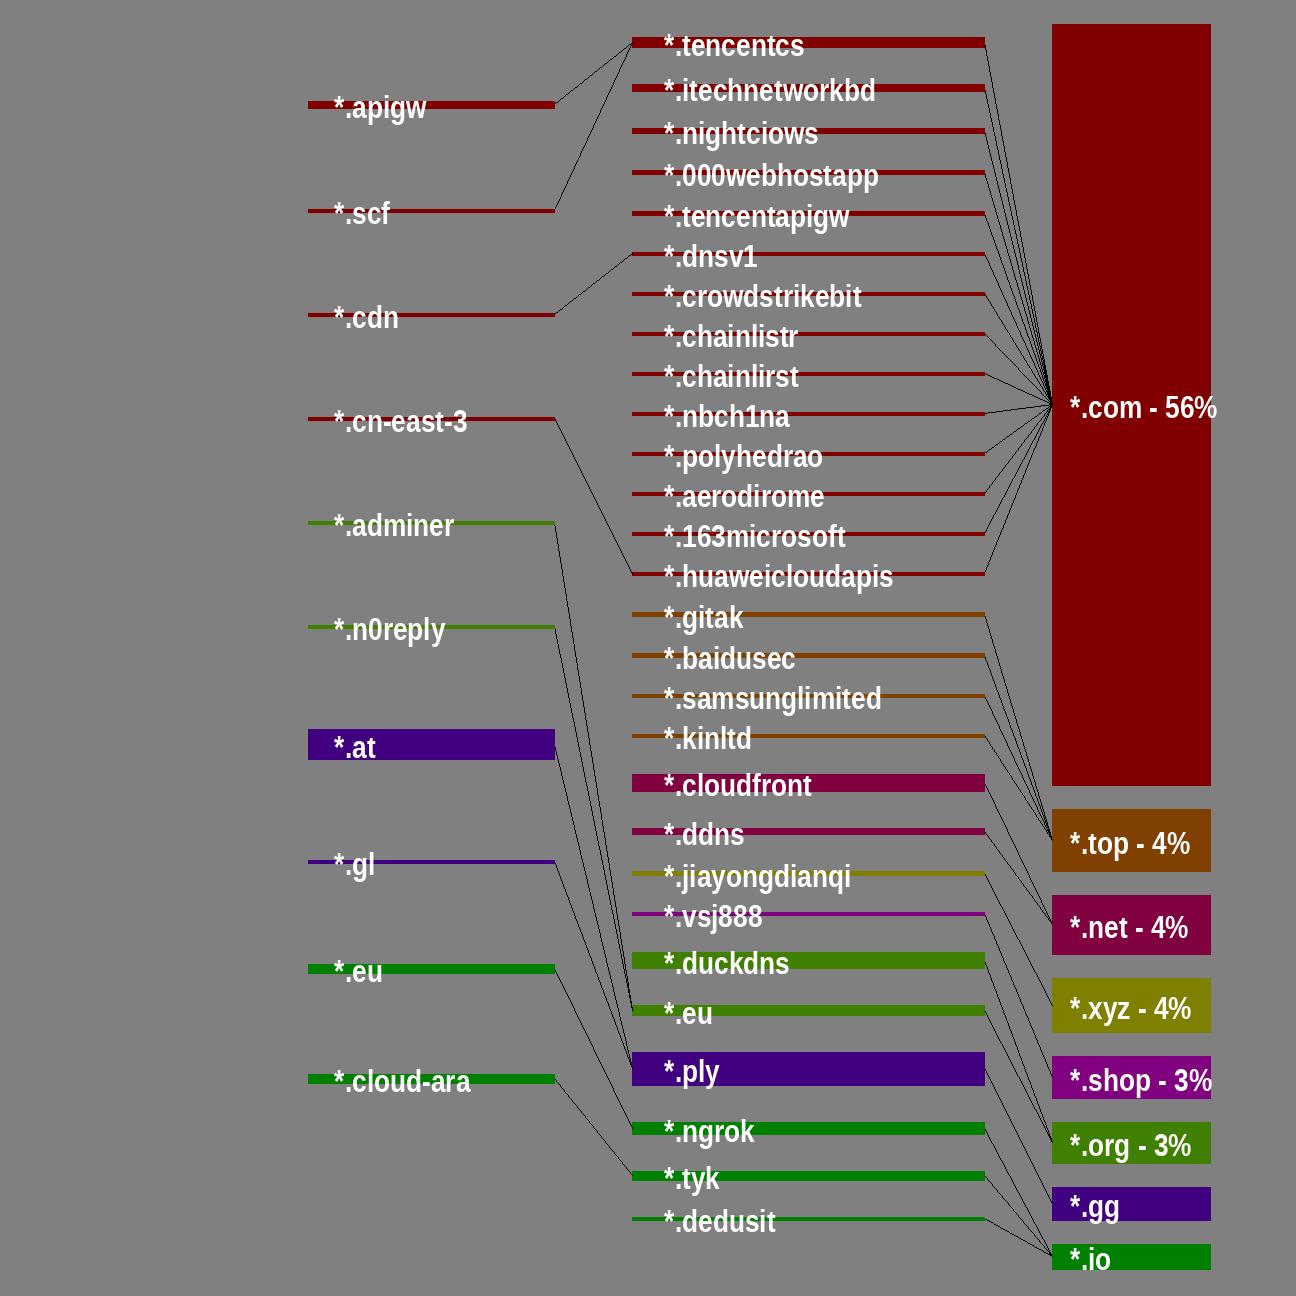 *.apigw
*.scf
*.cdn
*.cn-east-3
*.adminer
*.n0reply
*.at
*.gl
*.eu
*.cloud-ara
*.tencentcs
*.itechnetworkbd
*.nightciows
*.000webhostapp
*.tencentapigw
*.dnsv1
*.crowdstrikebit
*.chainlistr
*.chainlirst
*.nbch1na
*.polyhedrao
*.aerodirome
*.163microsoft
*.huaweicloudapis
*.gitak
*.baidusec
*.samsunglimited
*.kinltd
*.cloudfront
*.ddns
*.jiayongdianqi
*.vsj888
*.duckdns
*.eu
*.ply
*.ngrok
*.tyk
*.dedusit
*.com - 56%
*.top - 4%
*.net - 4%
*.xyz - 4%
*.shop - 3%
*.org - 3%
*.gg
*.io